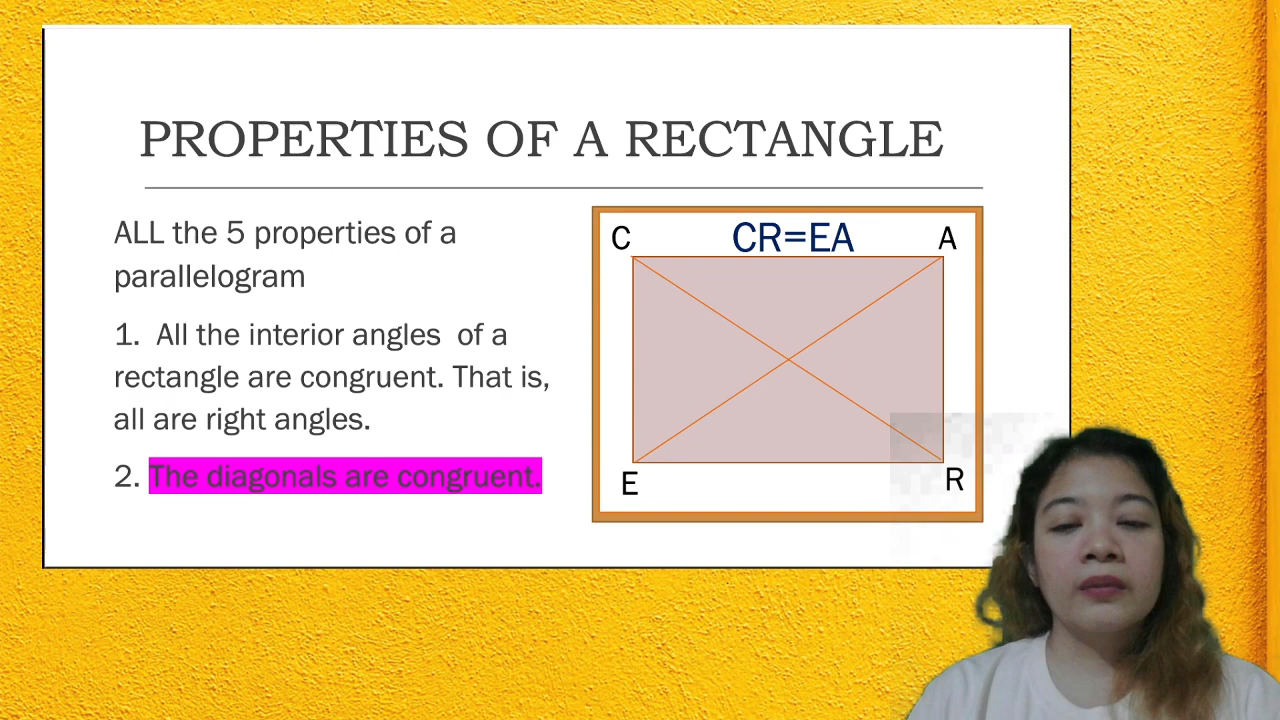 PROPERTIES OF A RECTANGLE
ALL the 5 properties of a
parallelogram
1. All the interior angles of a
rectangle are congruent. That is,
all are right angles.
2. The diagonals are congruent.
CR=EA
C
A
E
R